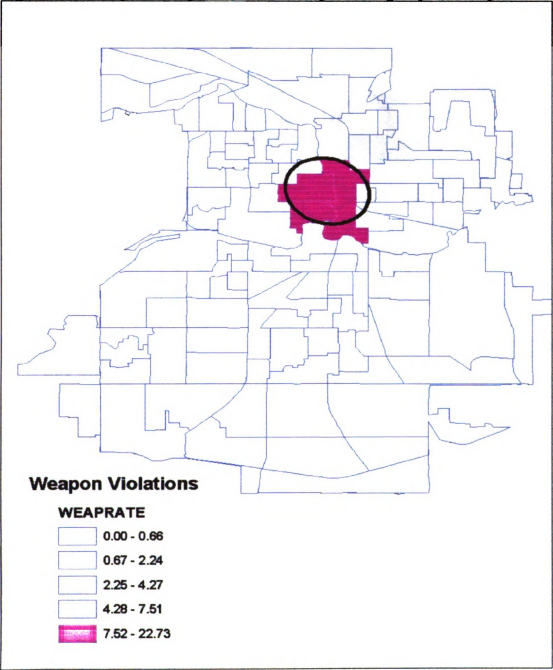 Weapon Violations
WEAPRATE
0.00 - 0.66
0.67 - 2.24
2.25 - 4.27
4.28 - 7.51
7.52 - 22.73